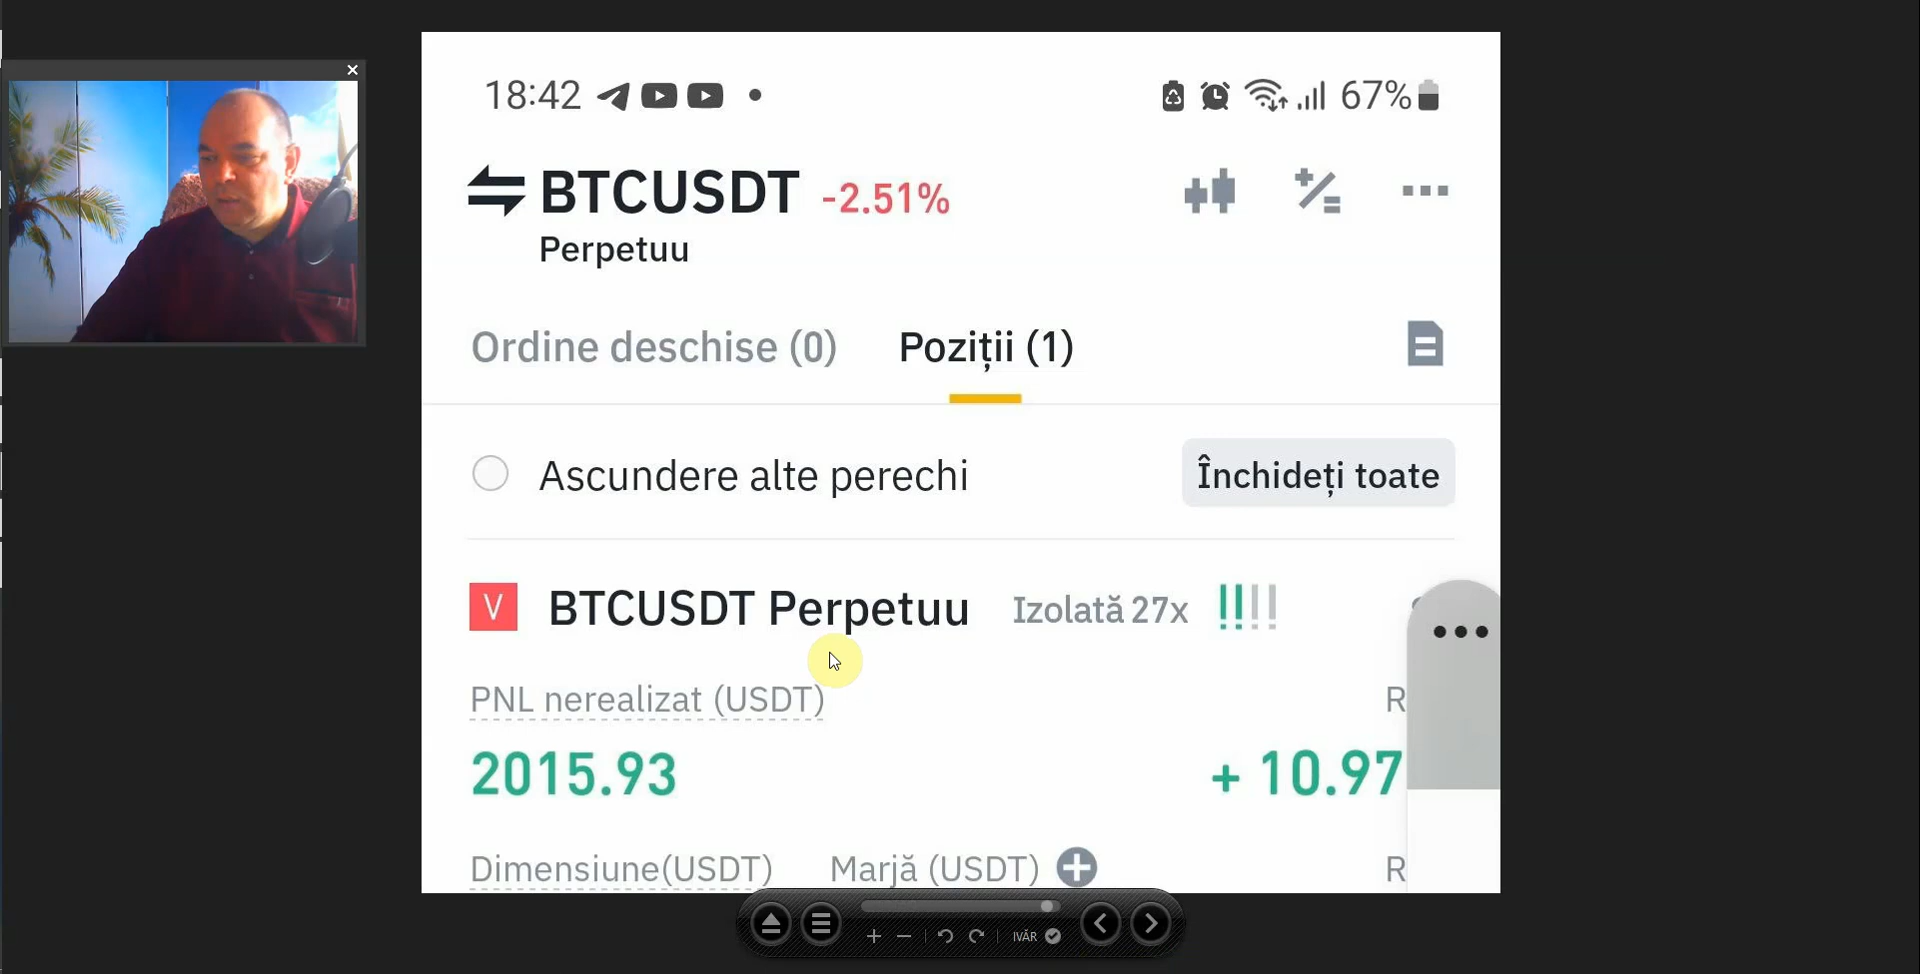 18:42
67%
BTCUSDT -2.51%
Perpetuu
Ordine deschise (0) Poziții (1)
Ascundere alte perechi Închideți toate
V BTCUSDT Perpetuu Izolată 27x !!!!
PNL nerealizat (USDT) R
2015.93 + 10.97
Dimensiune(USDT) Marjă (USDT) R
IVĂR